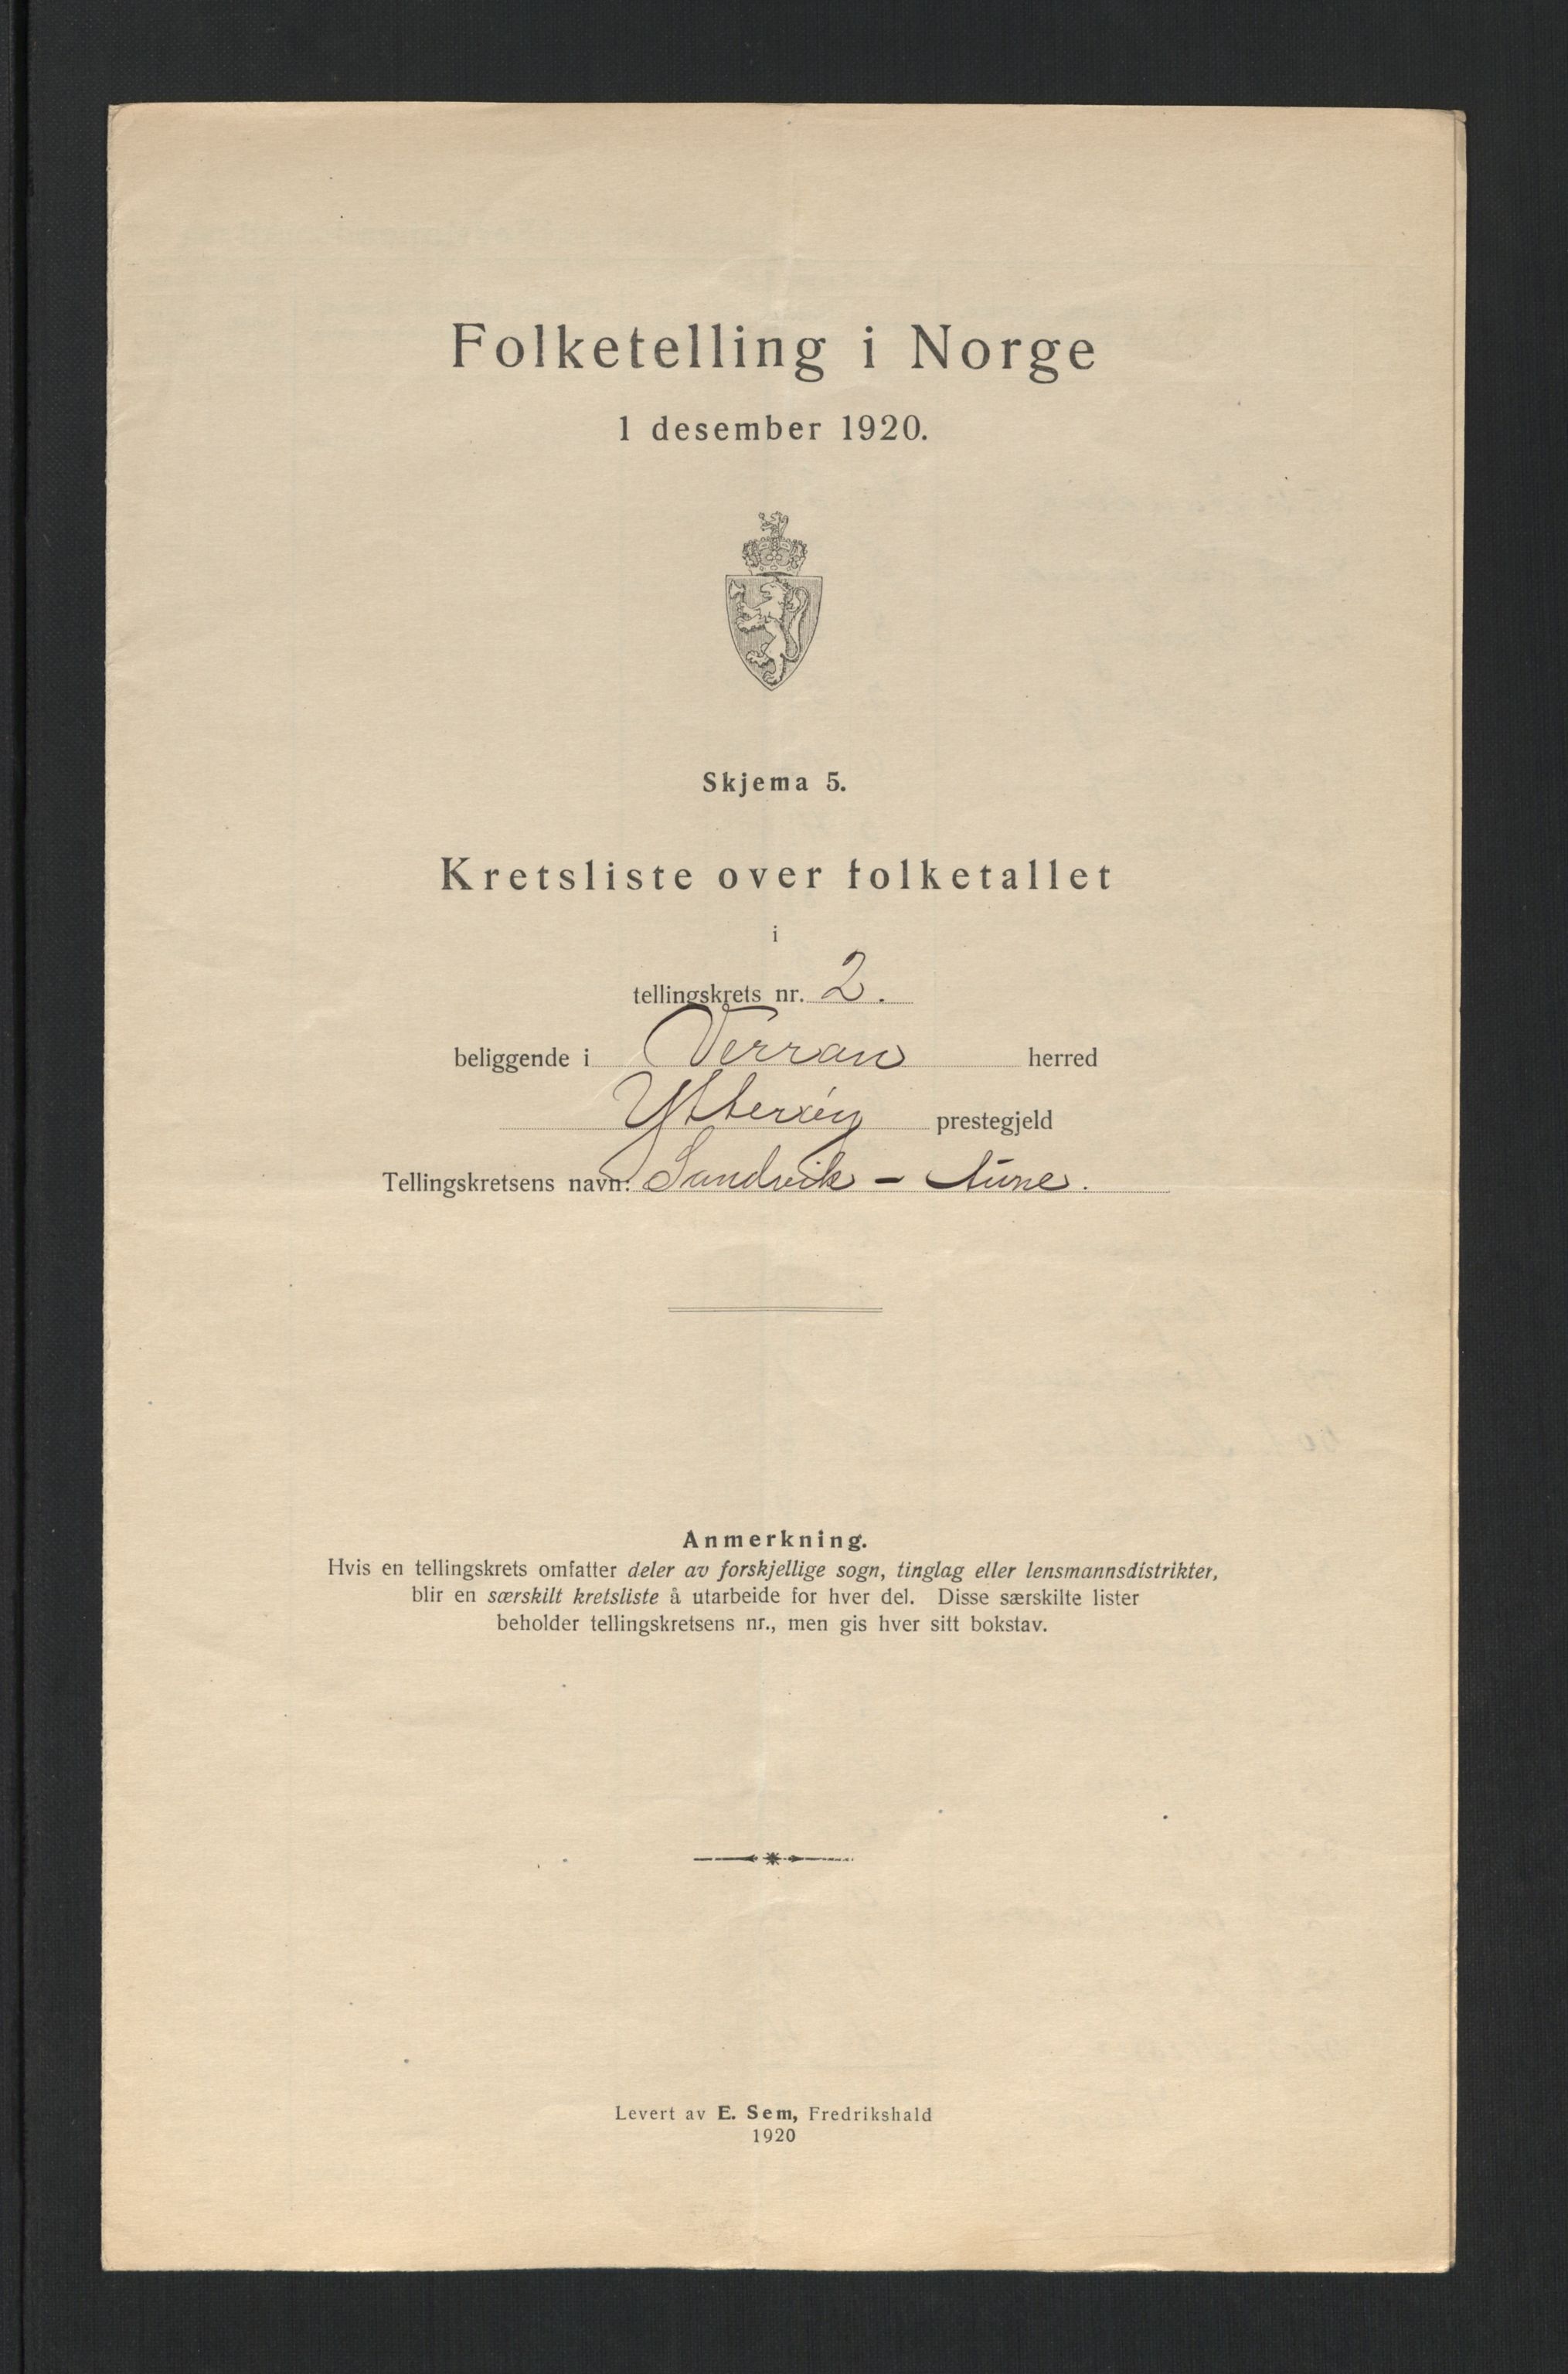 Folketelling i Norge
1 desember 1920.
Skjema 5.
Kretsliste over folketallet
i
tellingskrets nr. 2.
beliggende i Verran herred
Ytterøy prestegjeld
Tellingskretsens navn: Sandvik - Aune.
Anmerkning.
Hvis en tellingskrets omfatter deler av forskjellige sogn, tinglag eller lensmannsdistrikter,
blir en særskilt kretsliste å utarbeide for hver del. Disse særskilte lister
beholder tellingskretsens nr., men gis hver sitt bokstav.
Levert av E. Sem, Fredrikshald
1920